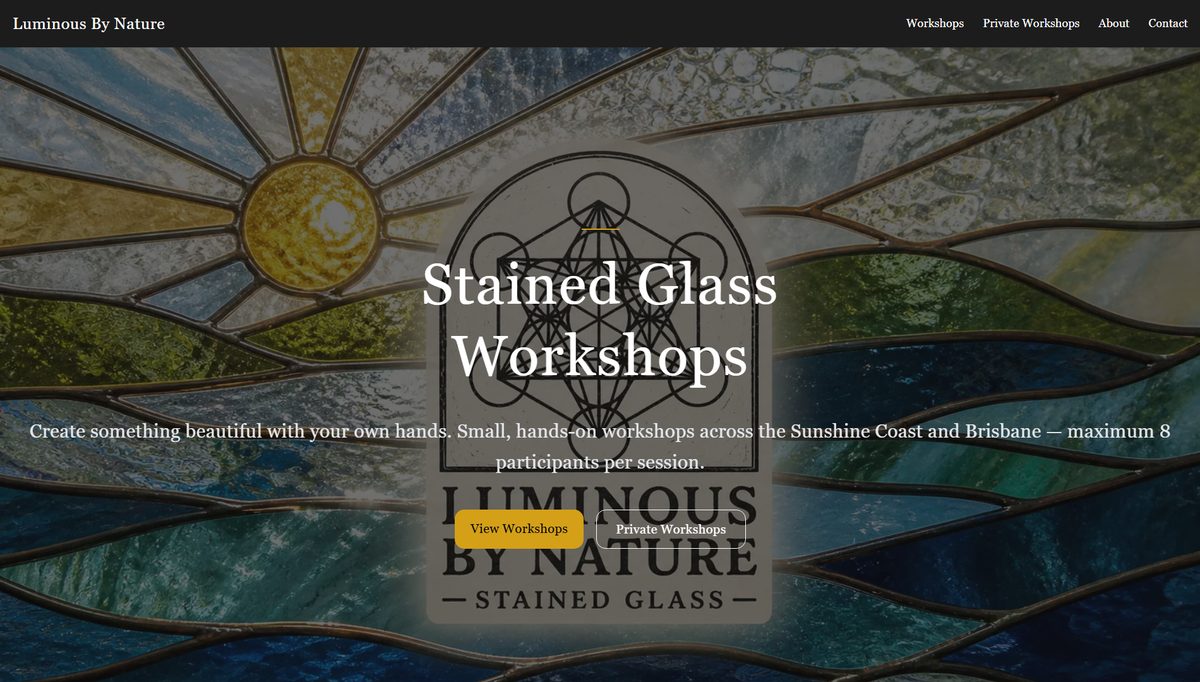 Luminous By Nature
Workshops
Private Workshops
About
Contact
Stained Glass
Workshops
Create something beautiful with your own hands. Small, hands-on workshops across the Sunshine Coast and Brisbane — maximum 8
participants per session.
LUMINOUS
View Workshops
Private Workshops
BY NATURE
— STAINED GLASS —